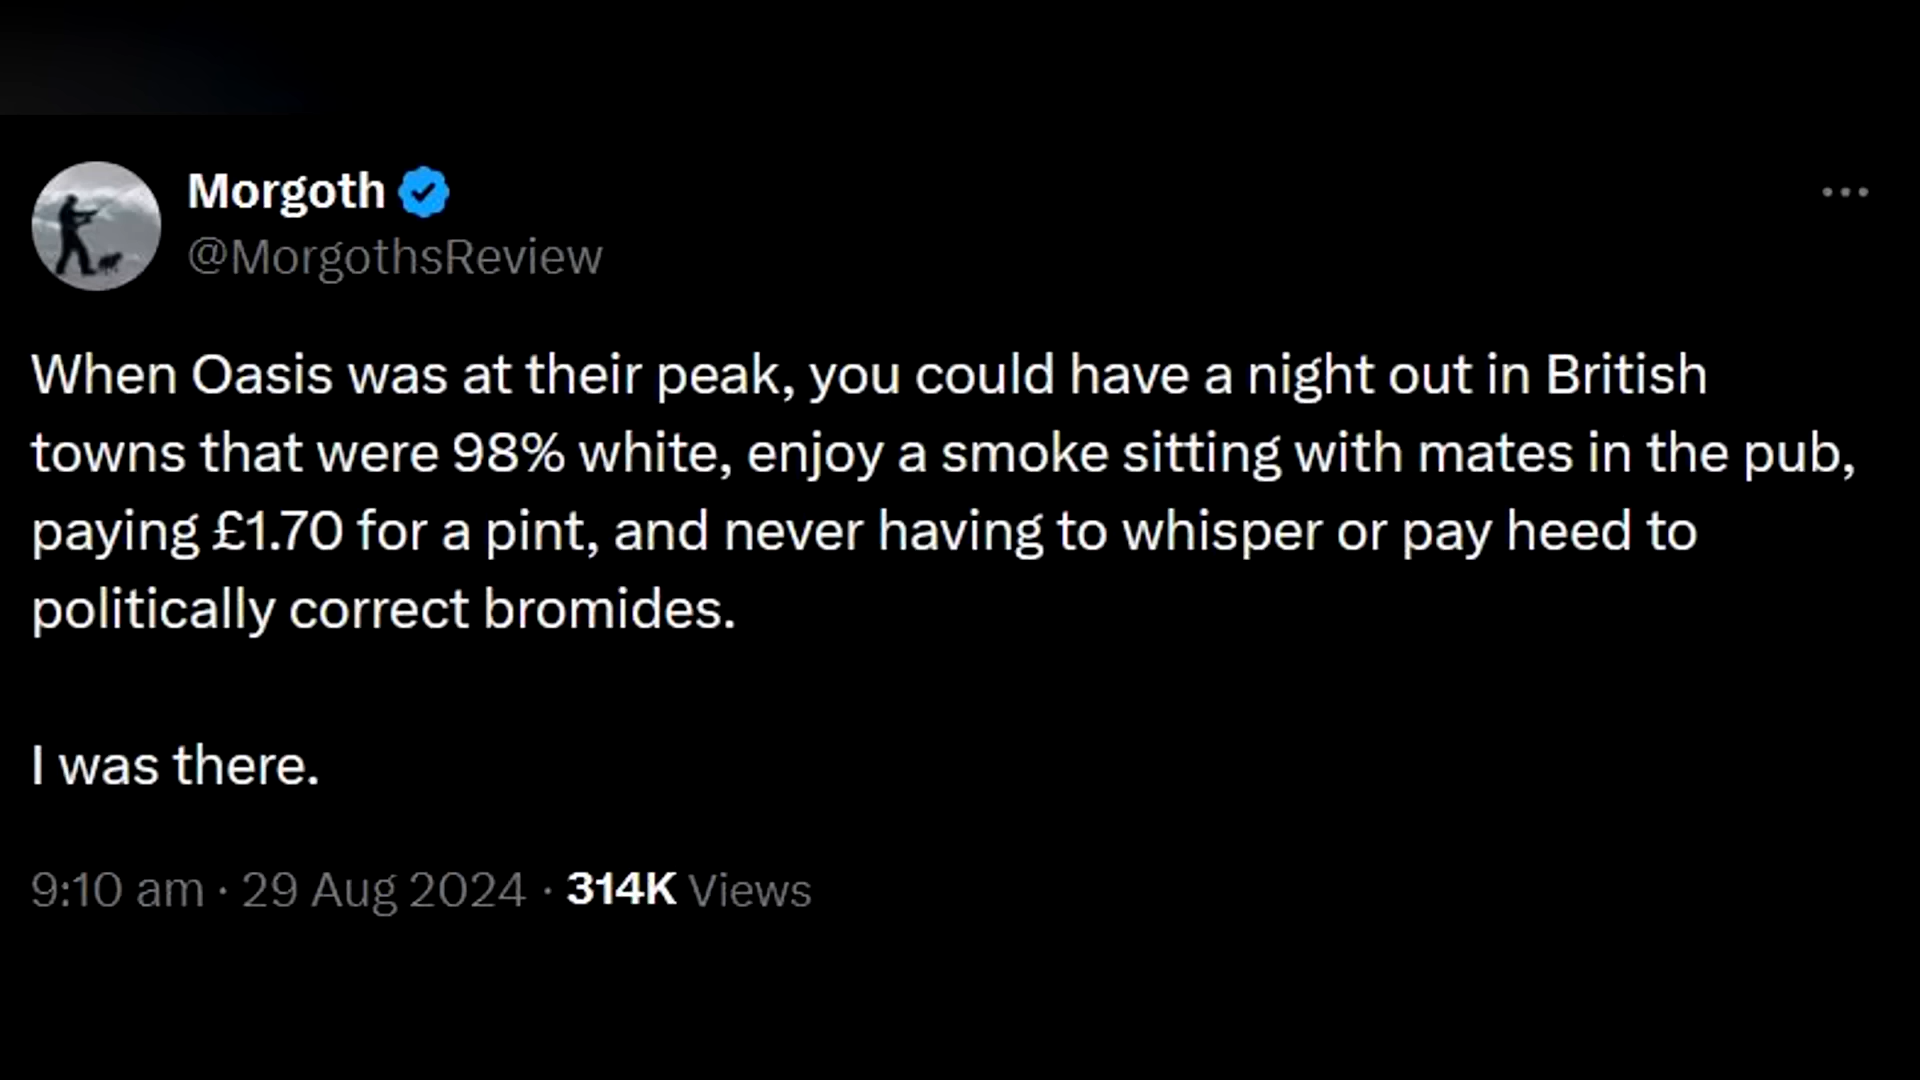 Morgoth
@MorgothsReview
When Oasis was at their peak, you could have a night out in British
towns that were 98% white, enjoy a smoke sitting with mates in the pub,
paying £1.70 for a pint, and never having to whisper or pay heed to
politically correct bromides.
I was there.
9:10 am · 29 Aug 2024 · 314K Views